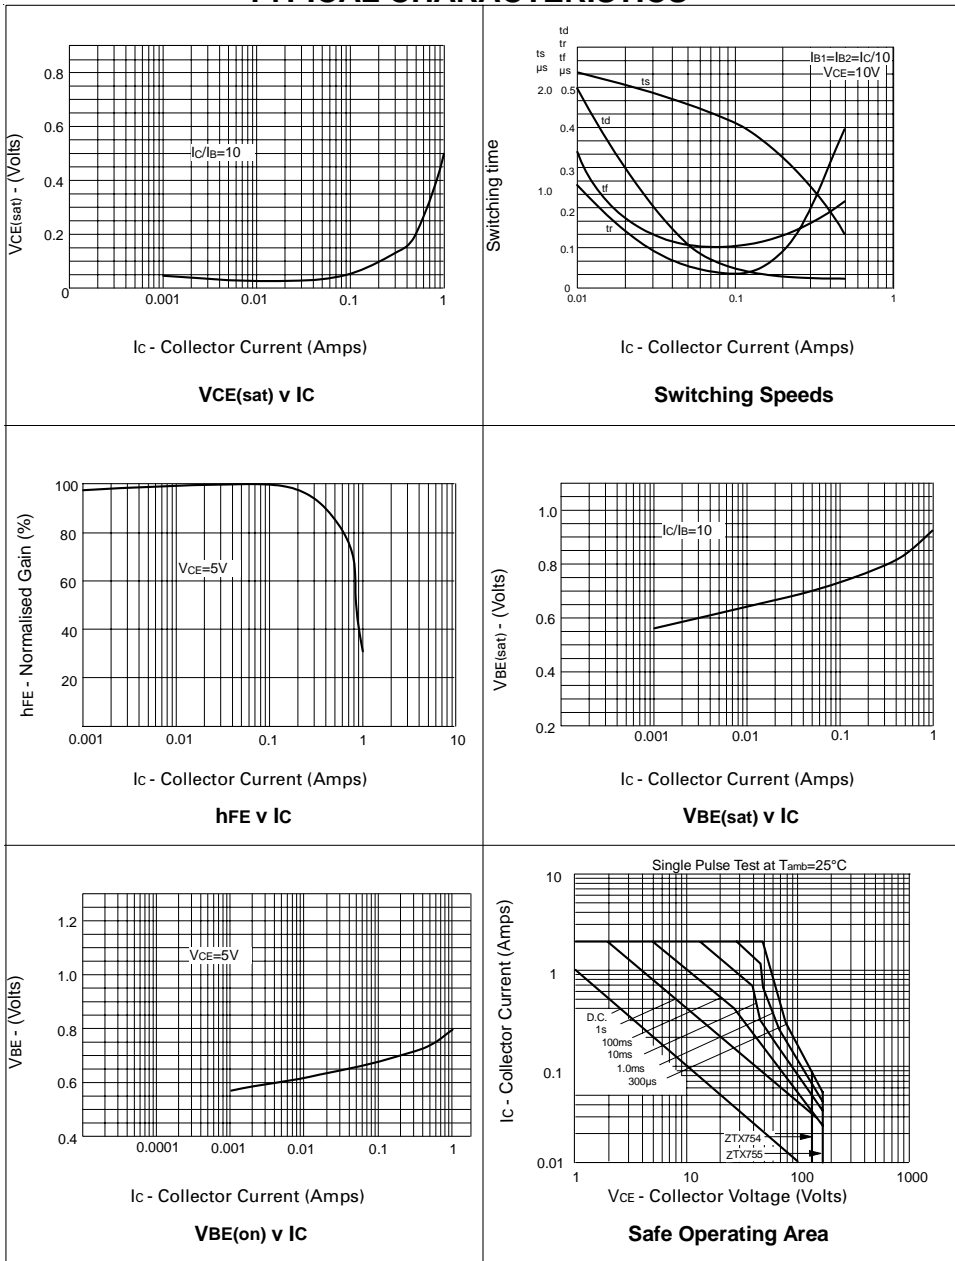 TYPICAL CHARACTERISTICS
VCE(sat) - (Volts)
0.8
0.6
0.4
0.2
0
IC/IB=10
0.001
0.01
0.1
1
IC - Collector Current (Amps)
VCE(sat) v IC
Switching time
ts
µs
td
tr
tf
µs
2.0
1.0
0.5
0.4
0.3
0.2
0.1
0
IB1=IB2=IC/10
VCE=10V
ts
td
tf
tr
0.01
0.1
1
IC - Collector Current (Amps)
Switching Speeds
hFE - Normalised Gain (%)
100
80
60
40
20
VCE=5V
0.001
0.01
0.1
1
10
IC - Collector Current (Amps)
hFE v IC
VBE(sat) - (Volts)
1.0
0.8
0.6
0.4
0.2
IC/IB=10
0.001
0.01
0.1
1
IC - Collector Current (Amps)
VBE(sat) v IC
VBE - (Volts)
1.2
1.0
0.8
0.6
0.4
VCE=5V
0.0001
0.001
0.01
0.1
1
IC - Collector Current (Amps)
VBE(on) v IC
Single Pulse Test at Tamb=25°C
IC - Collector Current (Amps)
10
1
0.1
0.01
D.C.
1s
100ms
10ms
1.0ms
300µs
ZTX754
ZTX755
1
10
100
1000
VCE - Collector Voltage (Volts)
Safe Operating Area